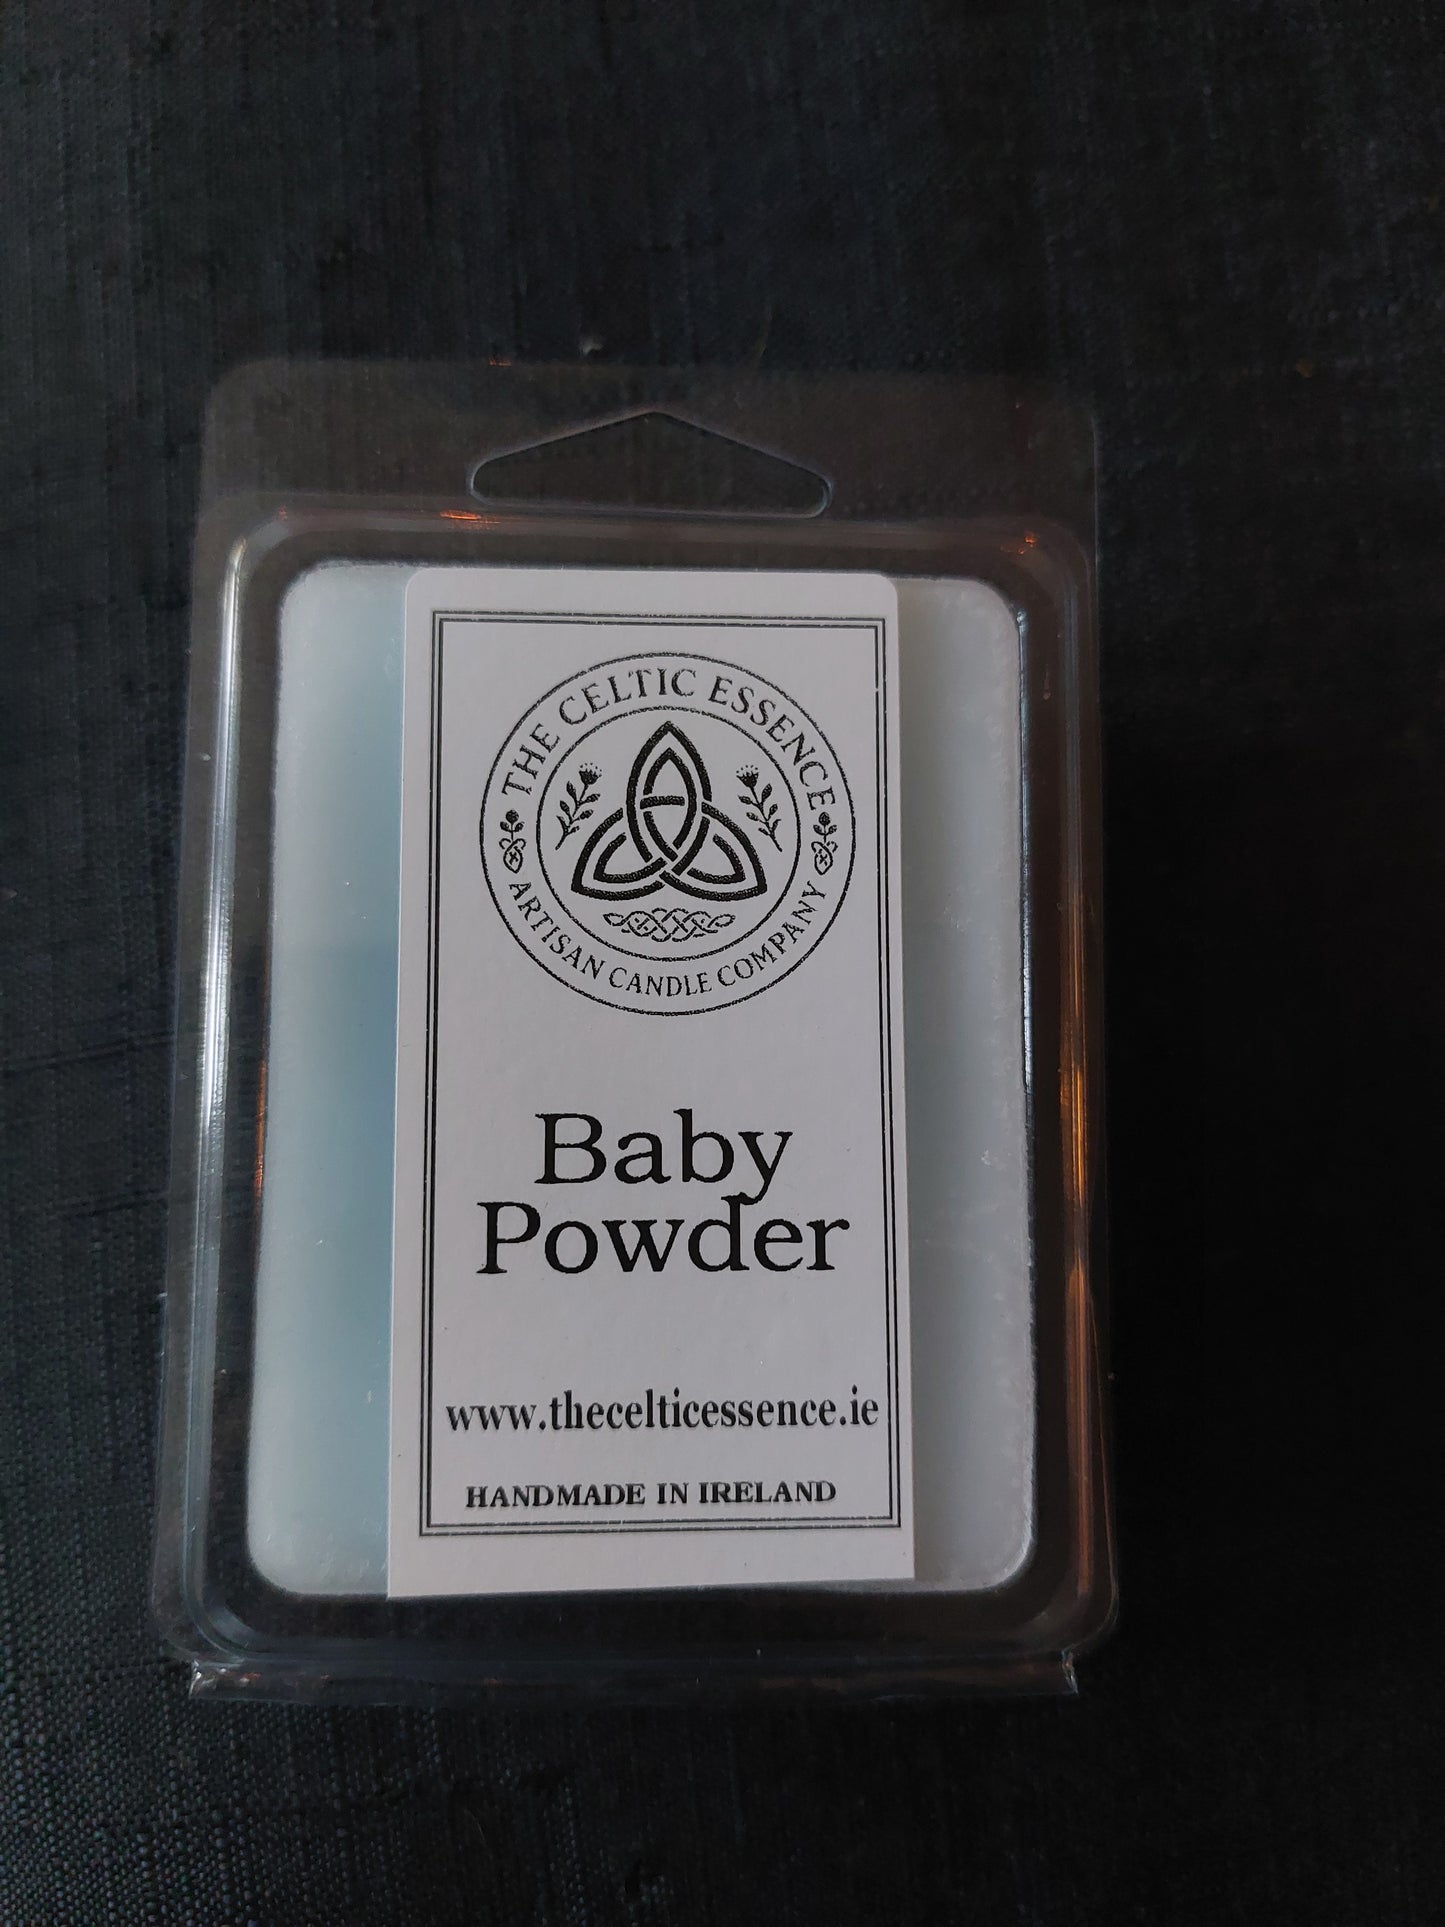 THE CELTIC ESSENCE
ARTISAN CANDLE COMPANY
Baby
Powder
www.thecelticessence.ie
HANDMADE IN IRELAND